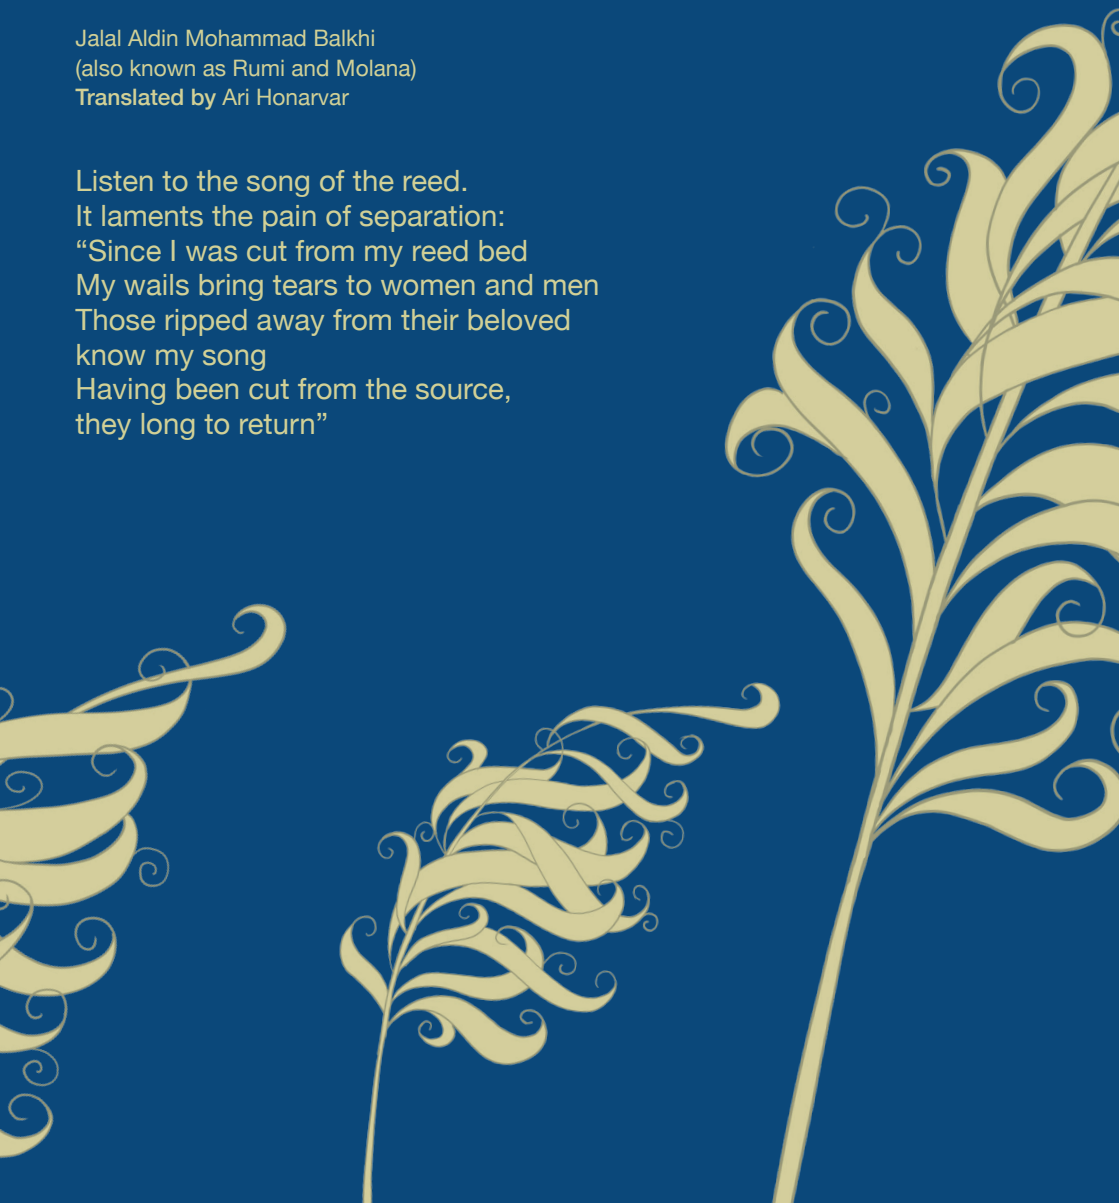 Jalal Aldin Mohammad Balkhi
(also known as Rumi and Molana)
Translated by Ari Honarvar
Listen to the song of the reed.
It laments the pain of separation:
“Since I was cut from my reed bed
My wails bring tears to women and men
Those ripped away from their beloved
know my song
Having been cut from the source,
they long to return”